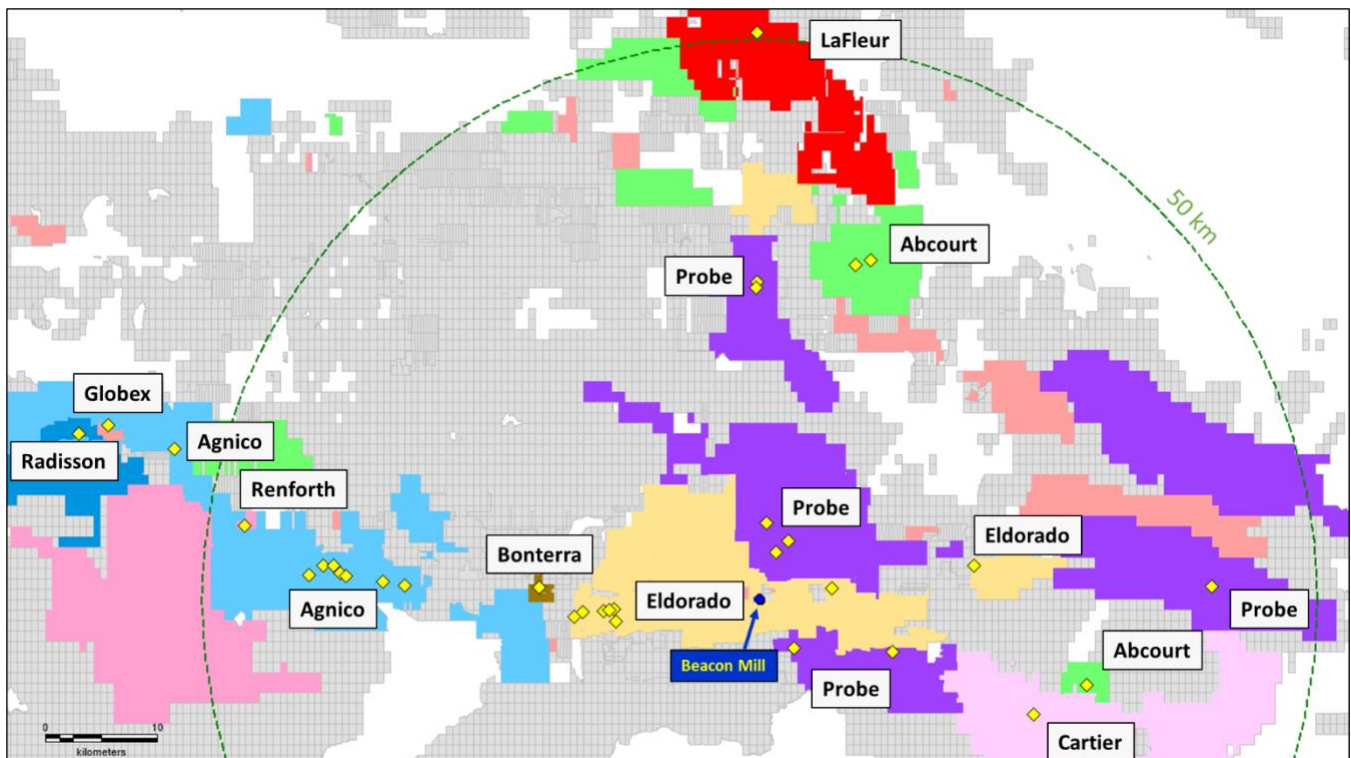 LaFleur
50 km
Abcourt
Probe
Globex
Agnico
Radisson
Renforth
Probe
Eldorado
Bonterra
Agnico
Eldorado
Probe
Beacon Mill
Abcourt
Probe
Cartier
0 10
kilometers